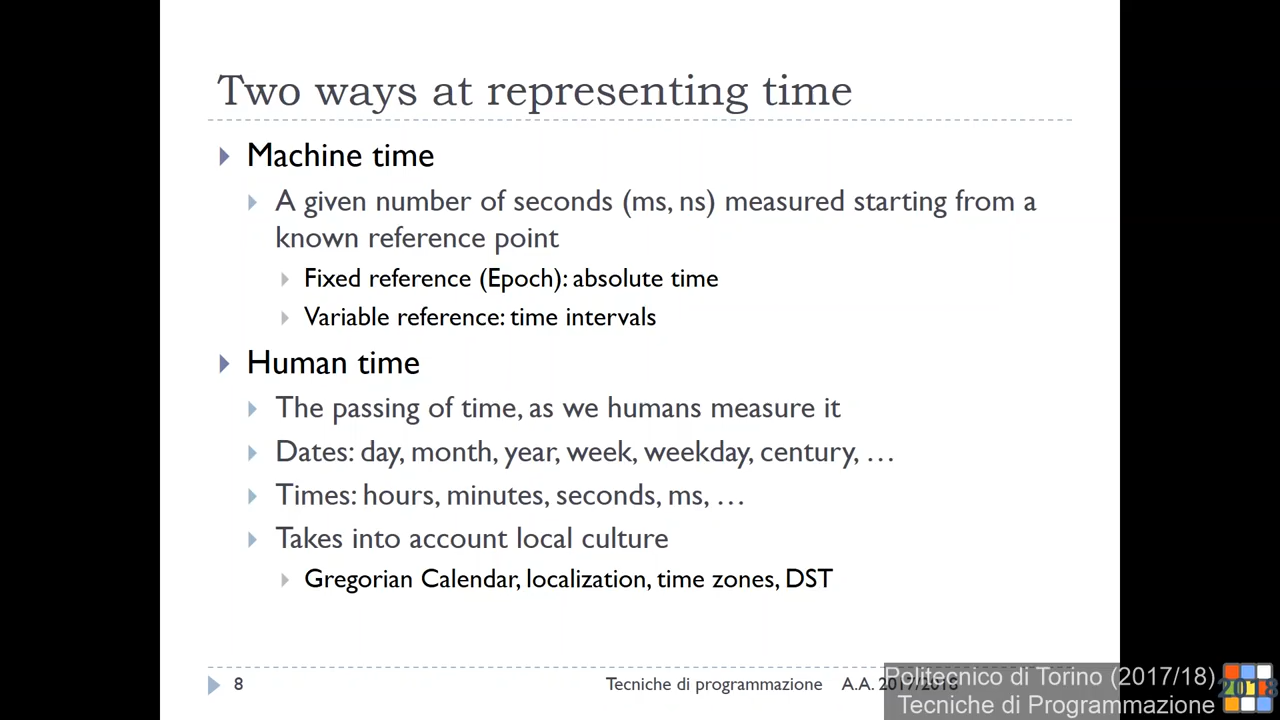 Two ways at representing time
Machine time
A given number of seconds (ms, ns) measured starting from a
known reference point
Fixed reference (Epoch): absolute time
Variable reference: time intervals
Human time
The passing of time, as we humans measure it
Dates: day, month, year, week, weekday, century, …
Times: hours, minutes, seconds, ms, …
Takes into account local culture
Gregorian Calendar, localization, time zones, DST
8
Tecniche di programmazione A.A. 2017/2018
Politecnico di Torino (2017/18)
Tecniche di Programmazione
2018